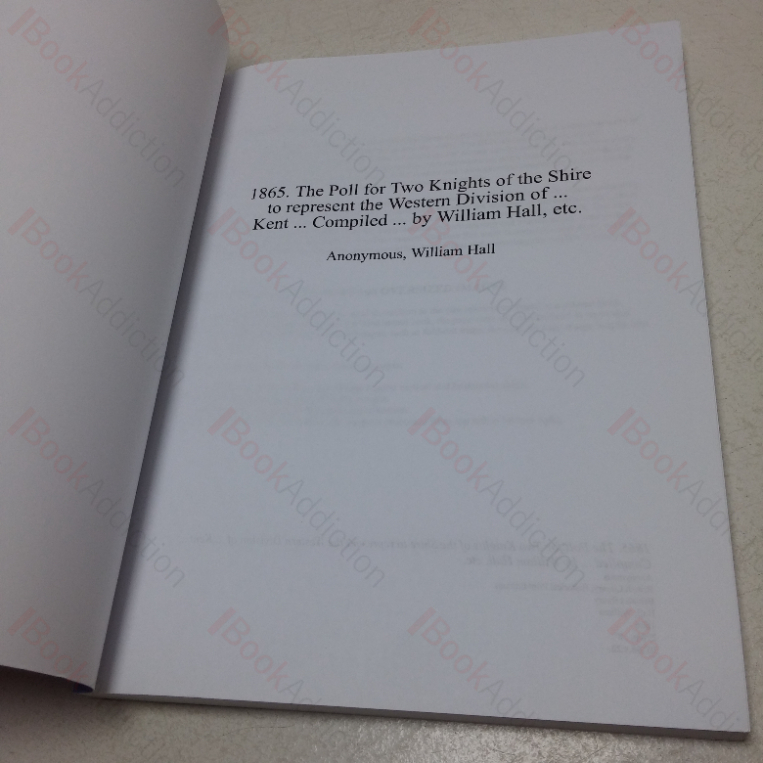 1865. The Poll for Two Knights of the Shire
to represent the Western Division of ...
Kent ... Compiled ... by William Hall, etc.
Anonymous, William Hall
BookAddiction